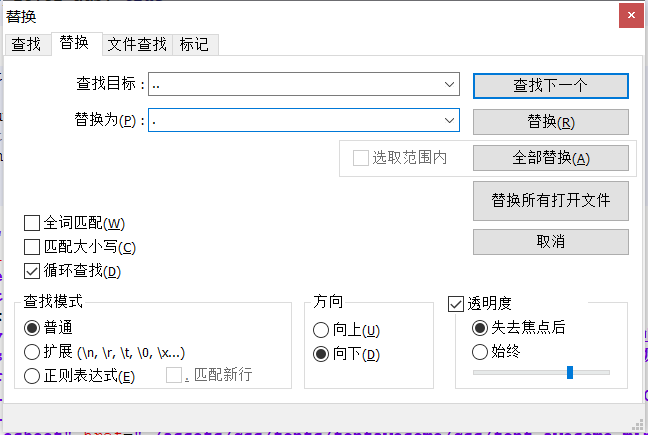 替换
查找 替换 文件查找 标记
查找目标 : .. 查找下一个
替换为(P) : . 替换(R)
选取范围内 全部替换(A)
替换所有打开文件
取消
全词匹配(W)
匹配大小写(C)
循环查找(D)
查找模式
普通
扩展 (\n, \r, \t, \0, \x...)
正则表达式(E) . 匹配新行
方向
向上(U)
向下(D)
透明度
失去焦点后
始终